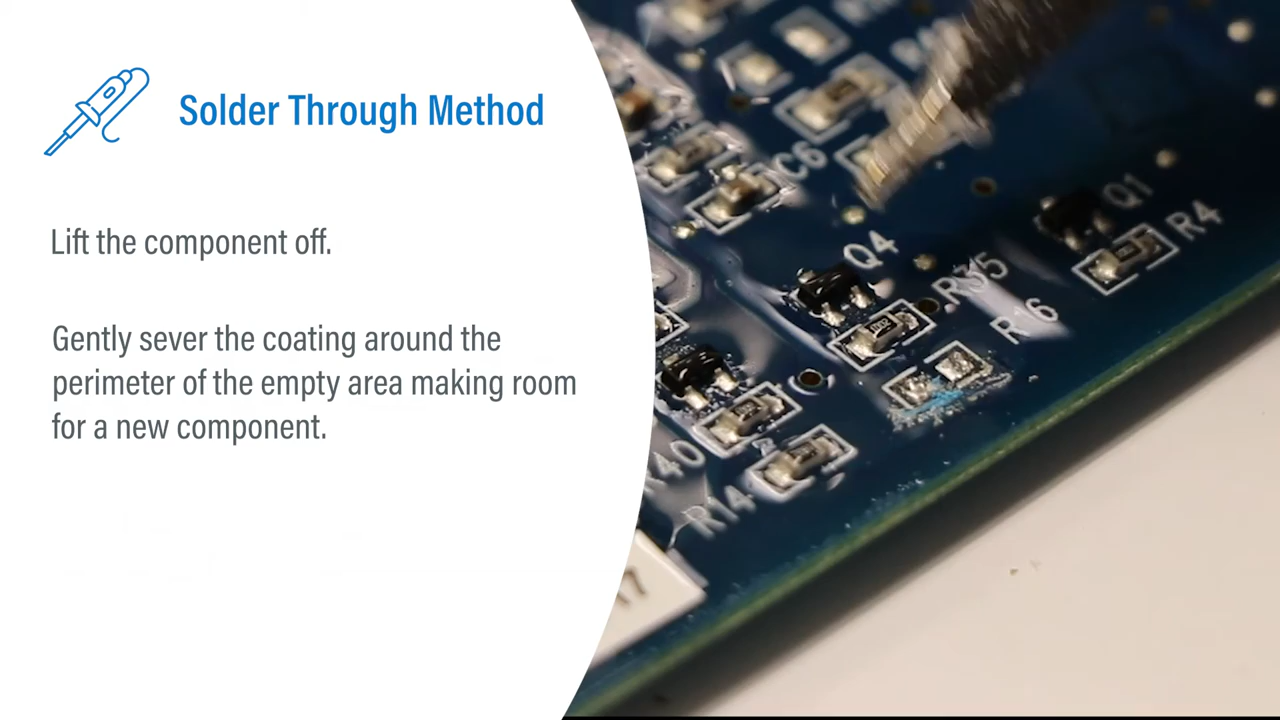 Solder Through Method
Lift the component off.
Gently sever the coating around the
perimeter of the empty area making room
for a new component.
C6
Q1
R4
Q4
R35
R16
R14